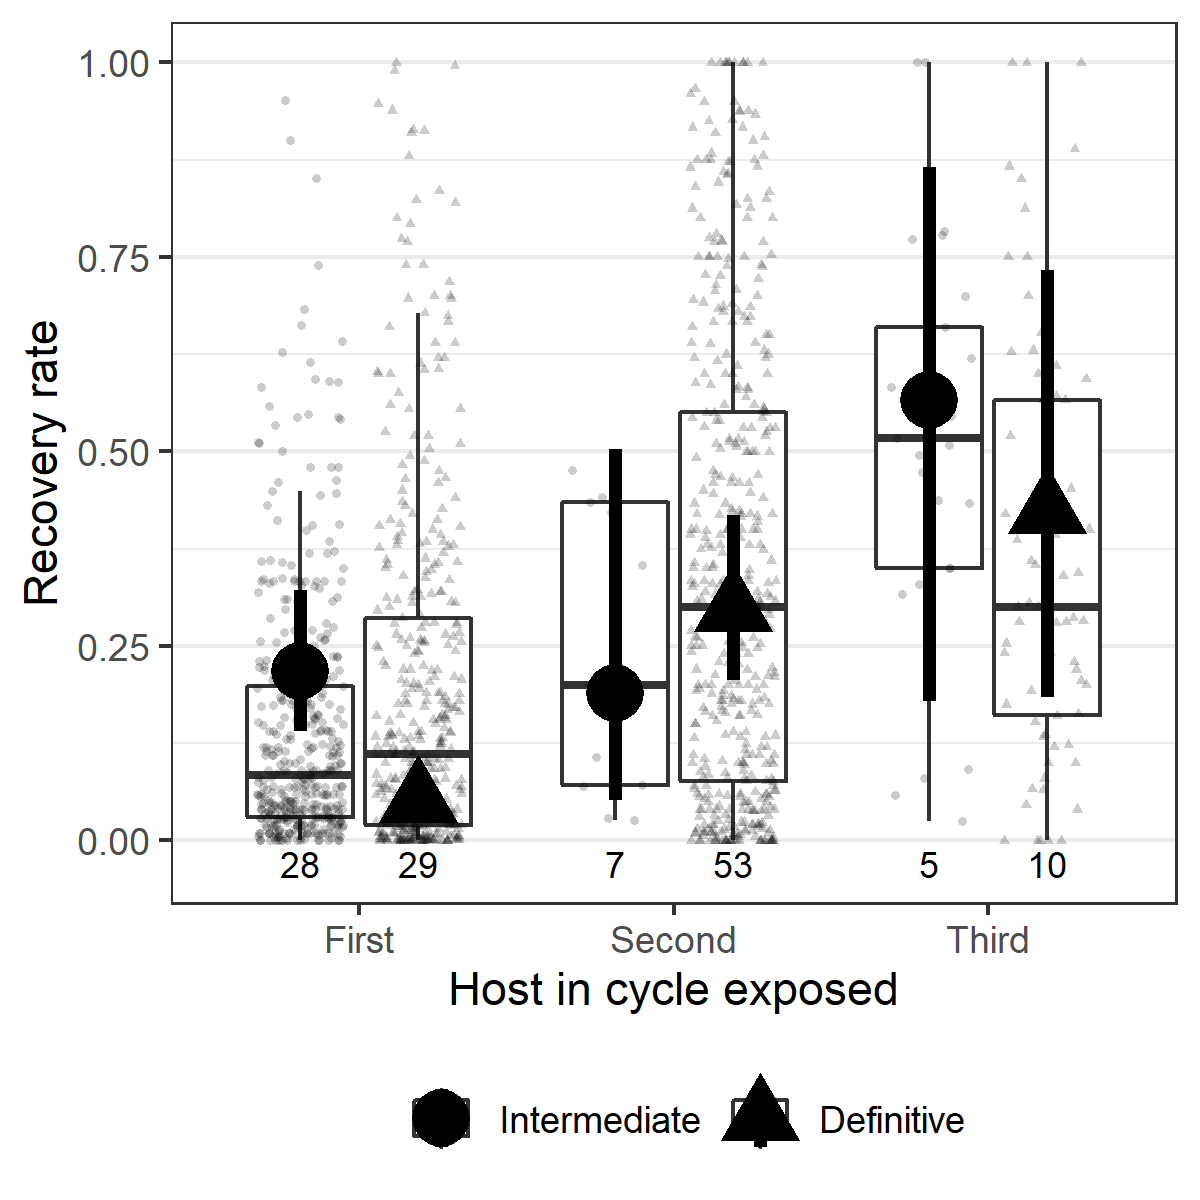 Recovery rate
1.00
0.75
0.50
0.25
0.00
28 29 7 53 5 10
First Second Third
Host in cycle exposed
Intermediate Definitive